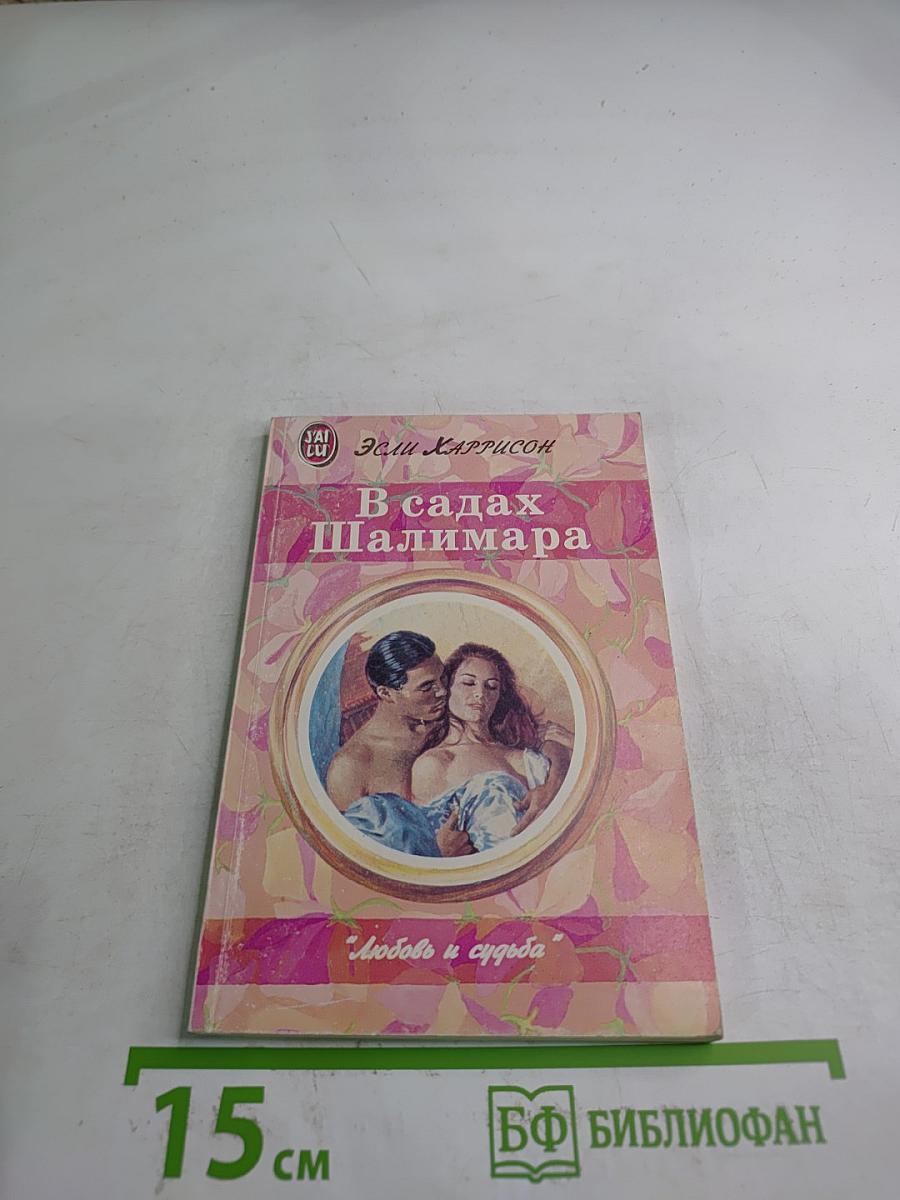 J'AI
LU
Эсли Харрисон
В садах
Шалимара
"Любовь и судьба"
15 см
БФ БИБЛИОФАН